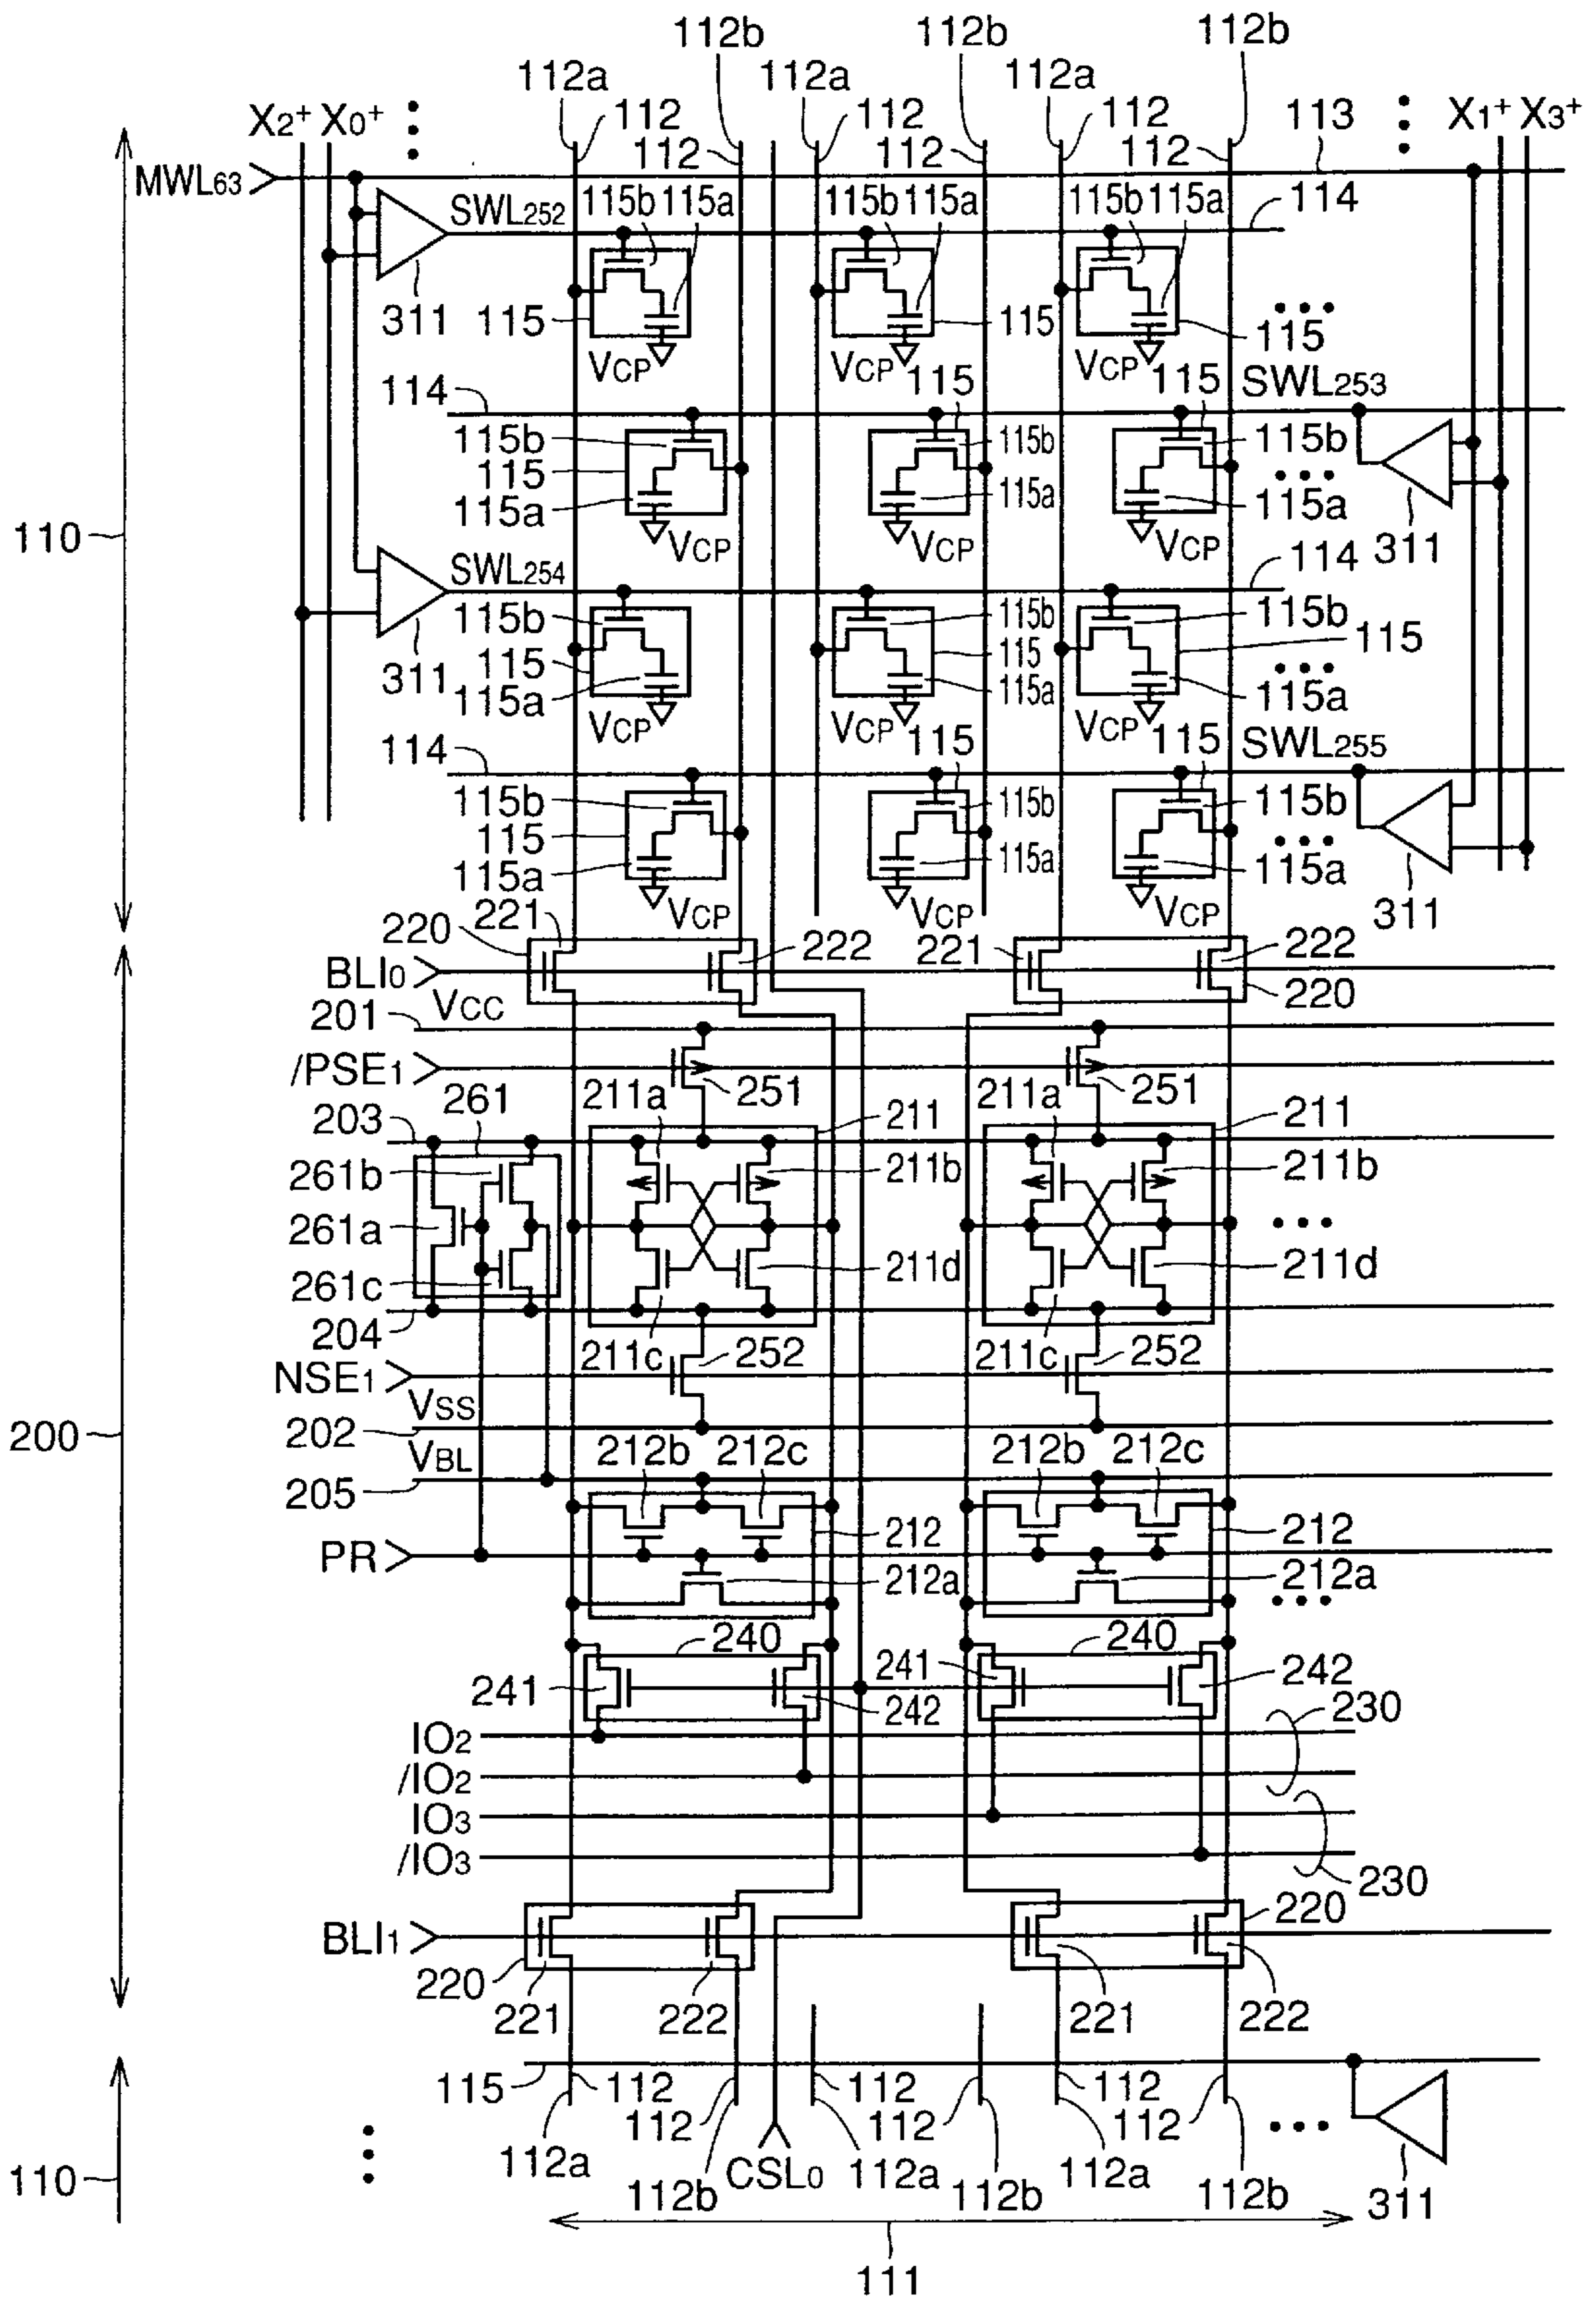 112b 112b 112b
112a 112a 112a
X2+ X0+ 112 112 112 113 X1+ X3+
112 112 112
MWL63
SWL252 115b 115a 115b 115a 115b 115a 114
311 115 115 115
VCP VCP VCP
114 115 115 SWL253
115b 115b 115b
115
115a 115a 115a
110 VCP VCP VCP 311
SWL254 114
115b 115b 115b
115 115 115
311 115a 115a 115a
VCP VCP VCP
114 115 115 SWL255
115b 115b 115b
115
115a 115a 115a
VCP VCP VCP 311
221
220 222 221 222
BLI0
220
201 VCC
/PSE1 251 251
261 211a 211 211a 211
203
261b 211b 211b
261a
261c 211d 211d
204
211c 252 211c 252
NSE1
VSS
200 202
VBL 212b 212c 212b 212c
205
212 212
PR
212a 212a
240 240
241 241 242
242
230
IO2
/IO2
IO3
/IO3
230
220
BLI1
220
221 222 221 222
115 112 112 112
112 112 112
112a 112a 112a
110 CSL0
112b 112b 112b
311
111